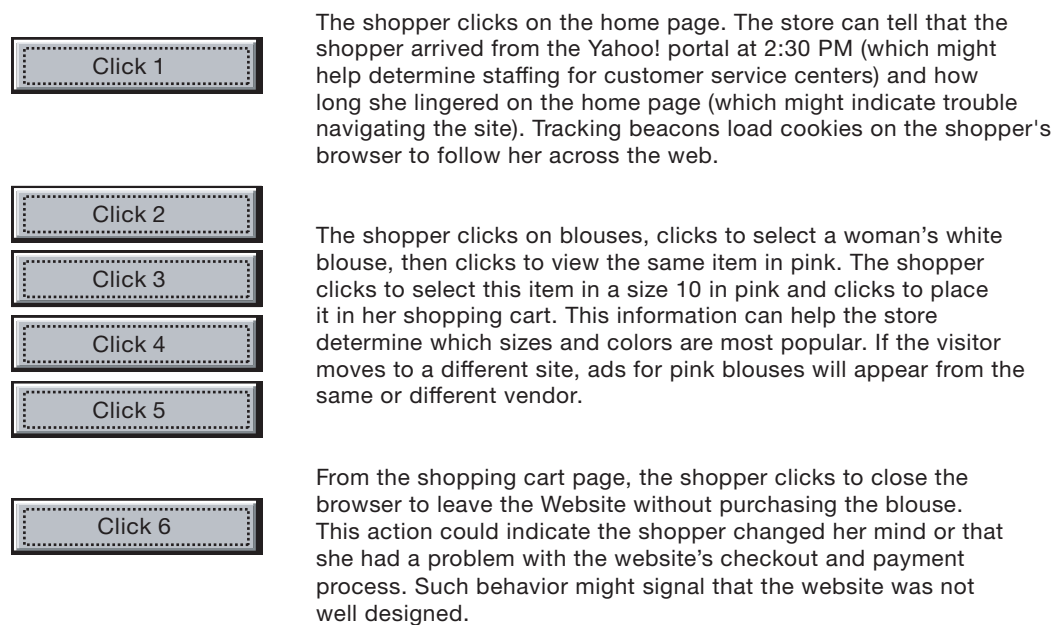 Click 1
The shopper clicks on the home page. The store can tell that the
shopper arrived from the Yahoo! portal at 2:30 PM (which might
help determine staffing for customer service centers) and how
long she lingered on the home page (which might indicate trouble
navigating the site). Tracking beacons load cookies on the shopper's
browser to follow her across the web.
Click 2
Click 3
Click 4
Click 5
The shopper clicks on blouses, clicks to select a woman’s white
blouse, then clicks to view the same item in pink. The shopper
clicks to select this item in a size 10 in pink and clicks to place
it in her shopping cart. This information can help the store
determine which sizes and colors are most popular. If the visitor
moves to a different site, ads for pink blouses will appear from the
same or different vendor.
Click 6
From the shopping cart page, the shopper clicks to close the
browser to leave the Website without purchasing the blouse.
This action could indicate the shopper changed her mind or that
she had a problem with the website’s checkout and payment
process. Such behavior might signal that the website was not
well designed.